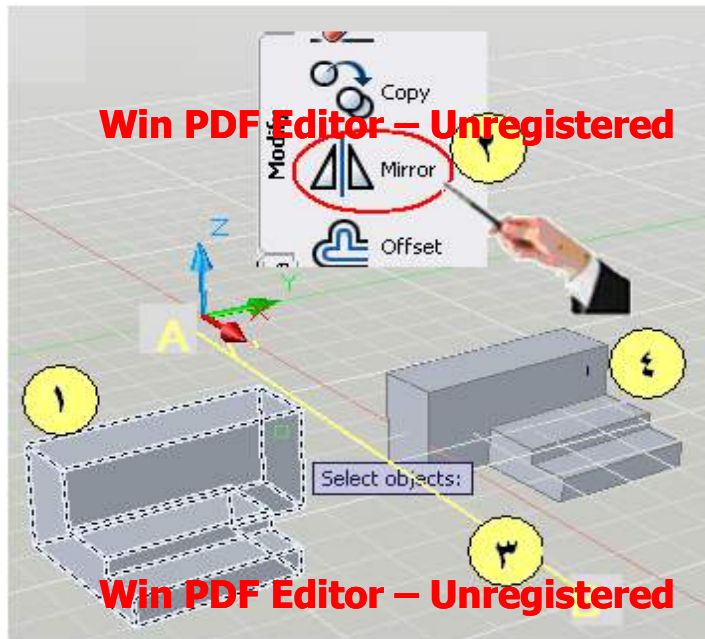 Copy
Win PDF Editor – Unregistered
Modify
٢
Mirror
Offset
Z
Y
A
١
٤
Select objects:
٣
Win PDF Editor – Unregistered